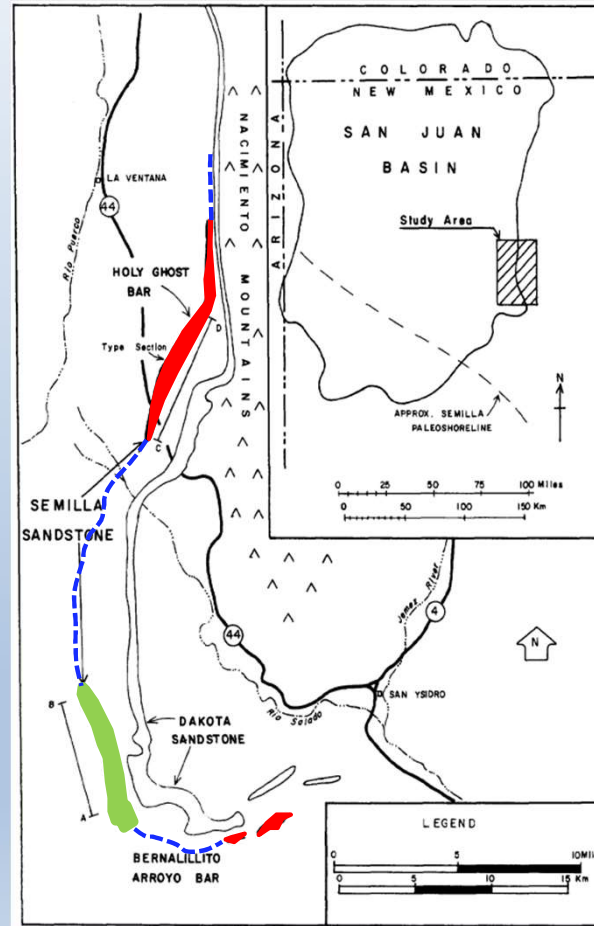 COLORADO
NEW MEXICO
ARIZONA
SAN JUAN
BASIN
Study Area
APPROX. SEMILLA
PALEOSHORELINE
N
0 25 50 75 100 Miles
0 50 100 150 Km
NACIMIENTO MOUNTAINS
LA VENTANA
44
Rio Puerco
HOLY GHOST
BAR
D
Type Section
C
SEMILLA
SANDSTONE
4
Jemez River
44
N
SAN YSIDRO
Rio Salado
B
DAKOTA
SANDSTONE
A
BERNALILLITO
ARROYO BAR
LEGEND
0 5 10Mil
0 5 10 15
Km